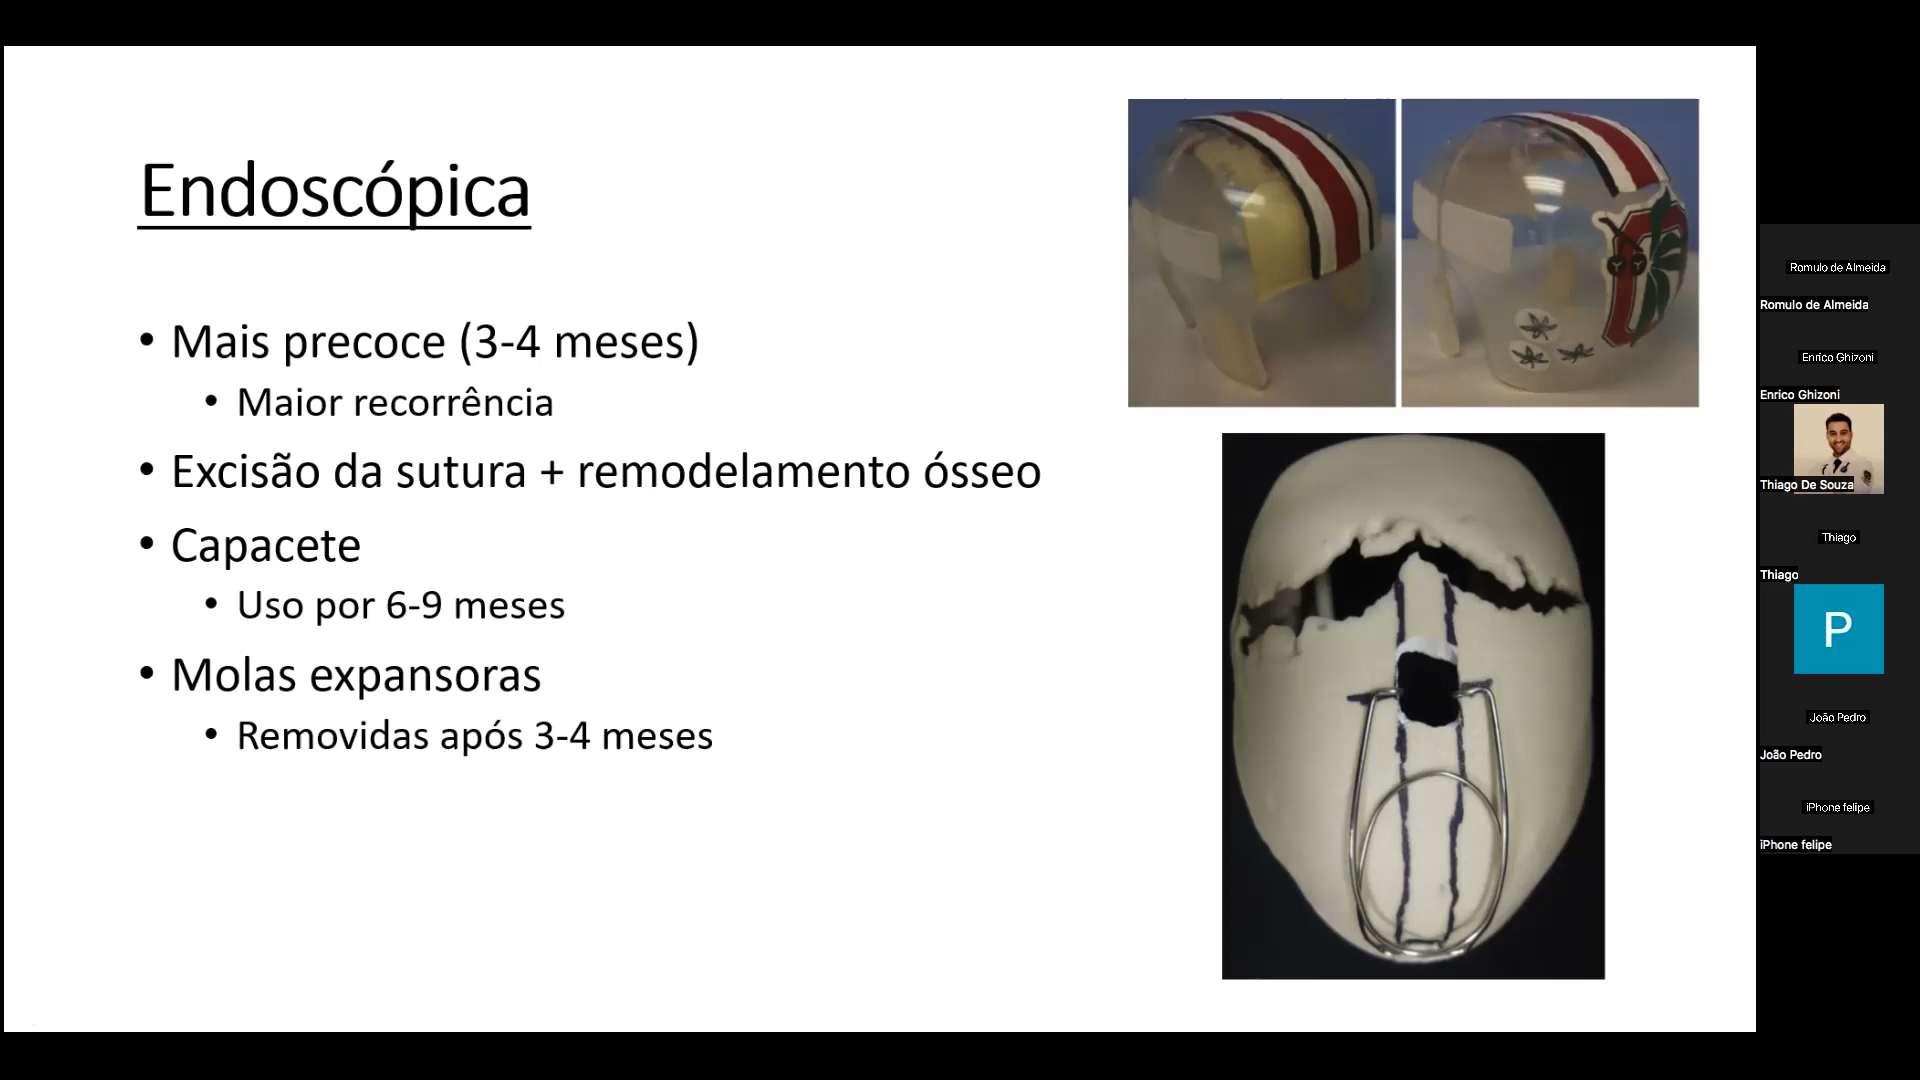 Endoscópica
• Mais precoce (3-4 meses)
• Maior recorrência
• Excisão da sutura + remodelamento ósseo
• Capacete
• Uso por 6-9 meses
• Molas expansoras
• Removidas após 3-4 meses
Romulo de Almeida
Romulo de Almeida
Enrico Ghizoni
Enrico Ghizoni
Thiago De Souza
Thiago
Thiago
P
João Pedro
João Pedro
iPhone felipe
iPhone felipe